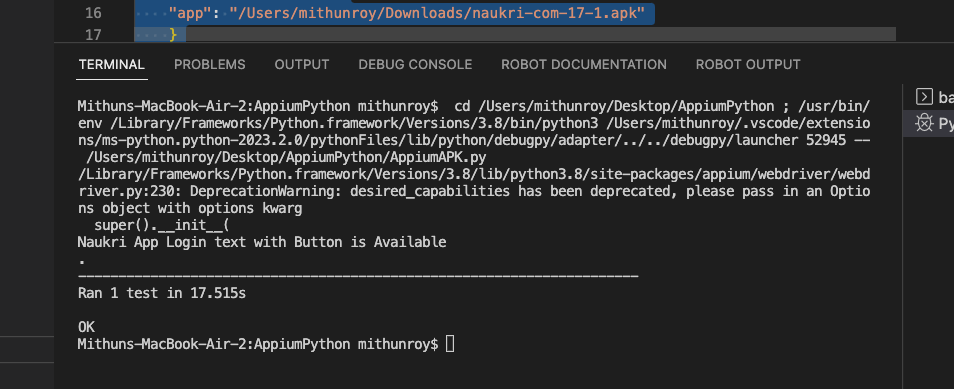 16 "app": "/Users/mithunroy/Downloads/naukri-com-17-1.apk"
17 }
TERMINAL PROBLEMS OUTPUT DEBUG CONSOLE ROBOT DOCUMENTATION ROBOT OUTPUT
Mithuns-MacBook-Air-2:AppiumPython mithunroy$  cd /Users/mithunroy/Desktop/AppiumPython ; /usr/bin/
env /Library/Frameworks/Python.framework/Versions/3.8/bin/python3 /Users/mithunroy/.vscode/extensio
ns/ms-python.python-2023.2.0/pythonFiles/lib/python/debugpy/adapter/../../debugpy/launcher 52945 --
 /Users/mithunroy/Desktop/AppiumPython/AppiumAPK.py
/Library/Frameworks/Python.framework/Versions/3.8/lib/python3.8/site-packages/appium/webdriver/webd
river.py:230: DeprecationWarning: desired_capabilities has been deprecated, please pass in an Optio
ns object with options kwarg
  super().__init__(
Naukri App Login text with Button is Available
.
----------------------------------------------------------------------
Ran 1 test in 17.515s
OK
Mithuns-MacBook-Air-2:AppiumPython mithunroy$
ba
Py